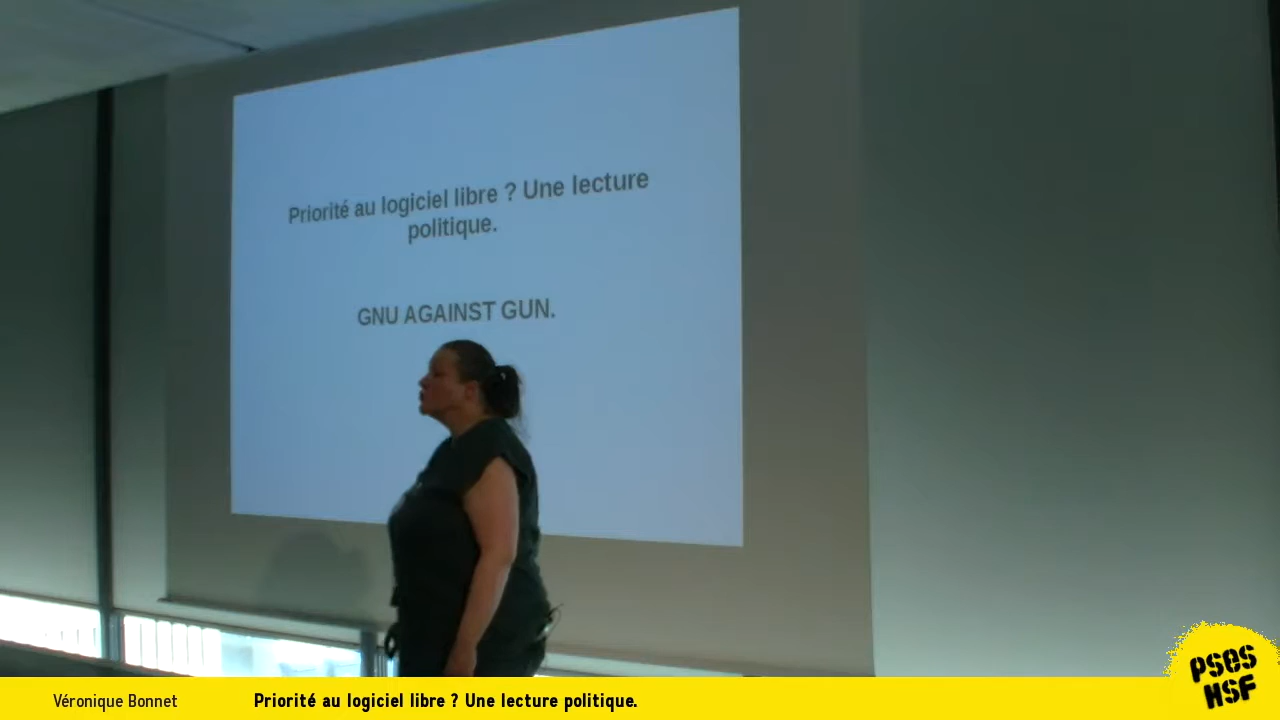 Priorité au logiciel libre ? Une lecture
politique.
GNU AGAINST GUN.
Véronique Bonnet
Priorité au logiciel libre ? Une lecture politique.
PSES
HSF